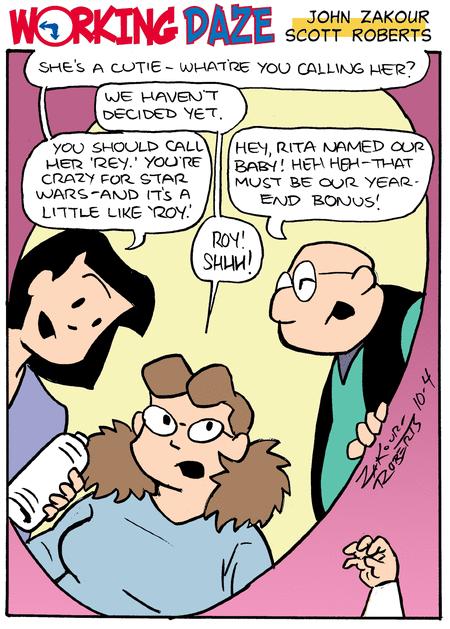 WORKING DAZE
JOHN ZAKOUR
SCOTT ROBERTS
SHE'S A CUTIE – WHAT'RE YOU CALLING HER?
WE HAVEN'T
DECIDED YET.
YOU SHOULD CALL
HER 'REY.' YOU'RE
CRAZY FOR STAR
WARS – AND IT'S A
LITTLE LIKE 'ROY.'
HEY, RITA NAMED OUR
BABY! HEH HEH – THAT
MUST BE OUR YEAR-
END BONUS!
ROY!
SHHH!
ZAKOUR–
ROBERTS 10-4